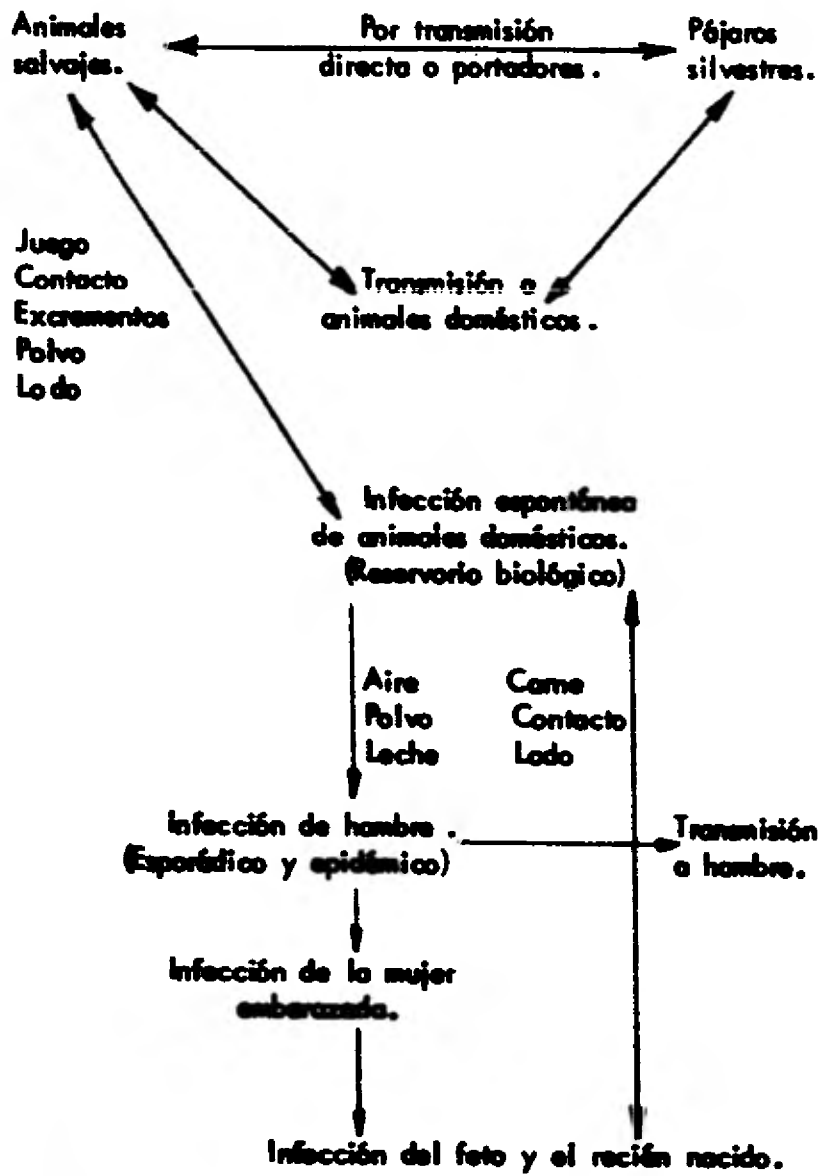 Animales
salvajes.
Por transmisión
directa o portadores.
Pájaros
silvestres.
Juego
Contacto
Excrementos
Polvo
Lodo
Transmisión a
animales domésticos.
Infección espontánea
de animales domésticos.
(Reservorio biológico)
Aire
Polvo
Leche
Carne
Contacto
Lodo
Infección de hombre.
(Esporádico y epidémico)
Transmisión
a hombre.
Infección de la mujer
embarazada.
Infección del feto y el recién nacido.